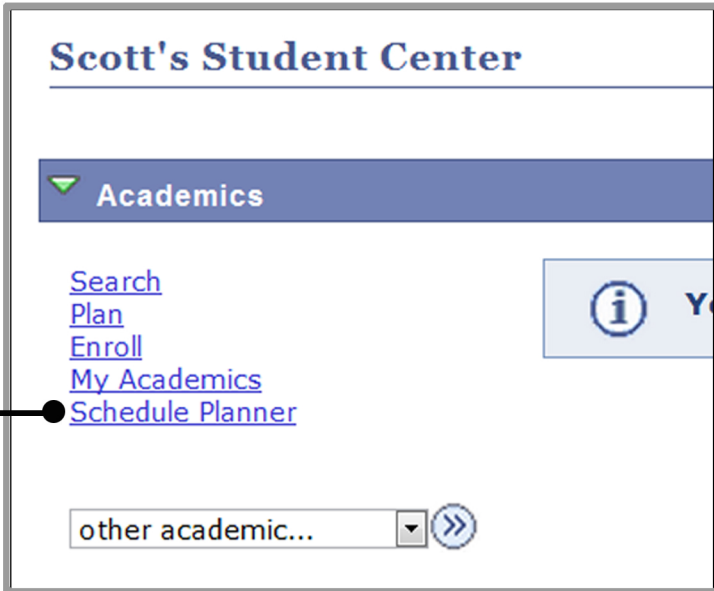 Scott's Student Center
Academics
Search
Plan
Enroll
My Academics
Schedule Planner
other academic...